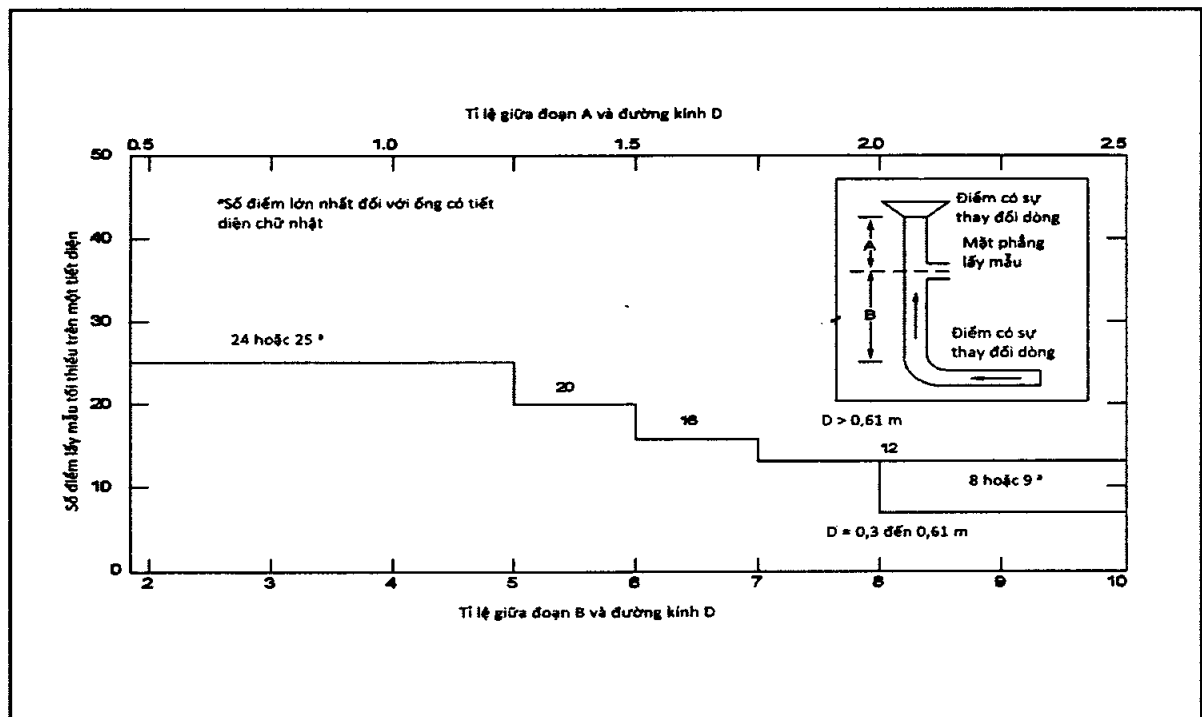 Tỉ lệ giữa đoạn A và đường kính D
0.5 1.0 1.5 2.0 2.5
50
40
30
20
10
0
Số điểm lấy mẫu tối thiểu trên một tiết diện
ᵃSố điểm lớn nhất đối với ống có tiết
diện chữ nhật
Điểm có sự
thay đổi dòng
A
Mặt phẳng
lấy mẫu
B
Điểm có sự
thay đổi dòng
24 hoặc 25 ᵃ
20
16
D > 0,61 m
12
8 hoặc 9 ᵃ
D = 0,3 đến 0,61 m
2 3 4 5 6 7 8 9 10
Tỉ lệ giữa đoạn B và đường kính D